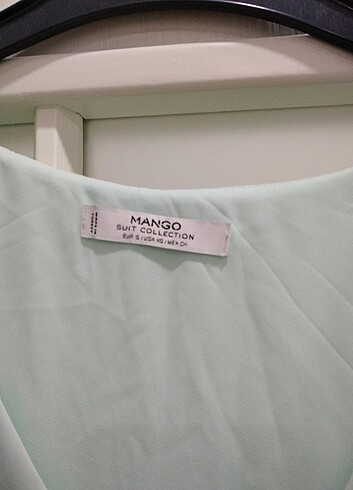 MANGO
SUIT COLLECTION
EUR S / USA XS / MEX CH